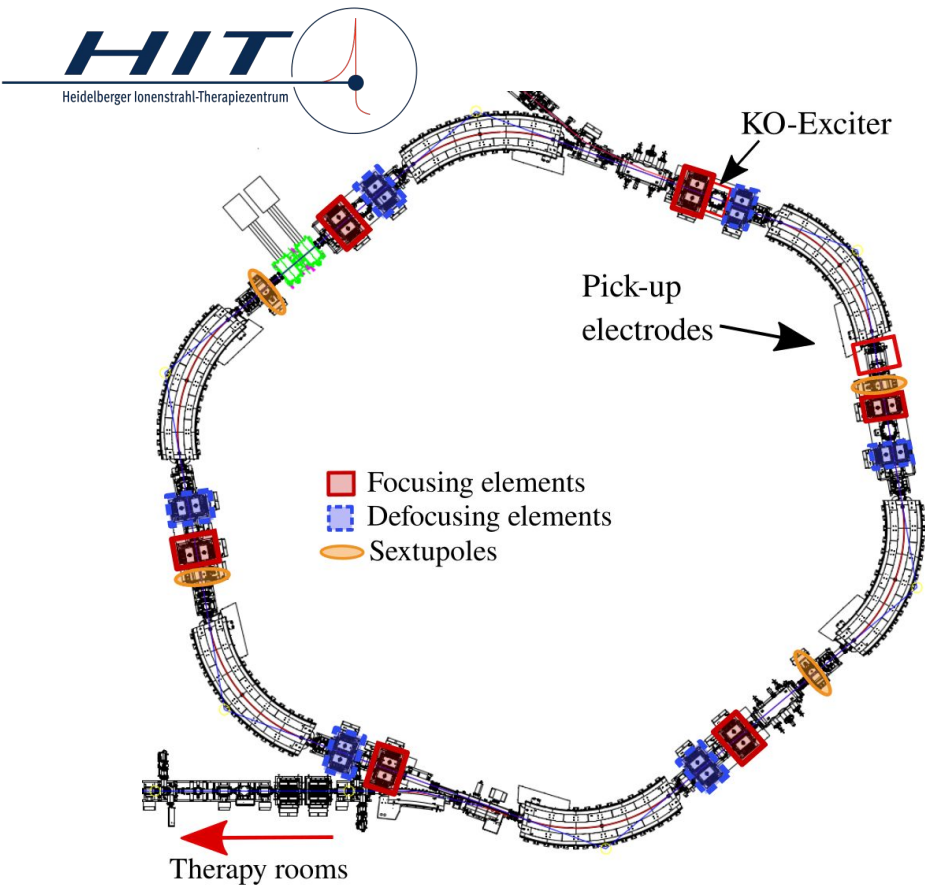 HIT
Heidelberger Ionenstrahl-Therapiezentrum
KO-Exciter
Pick-up
electrodes
Focusing elements
Defocusing elements
Sextupoles
Therapy rooms